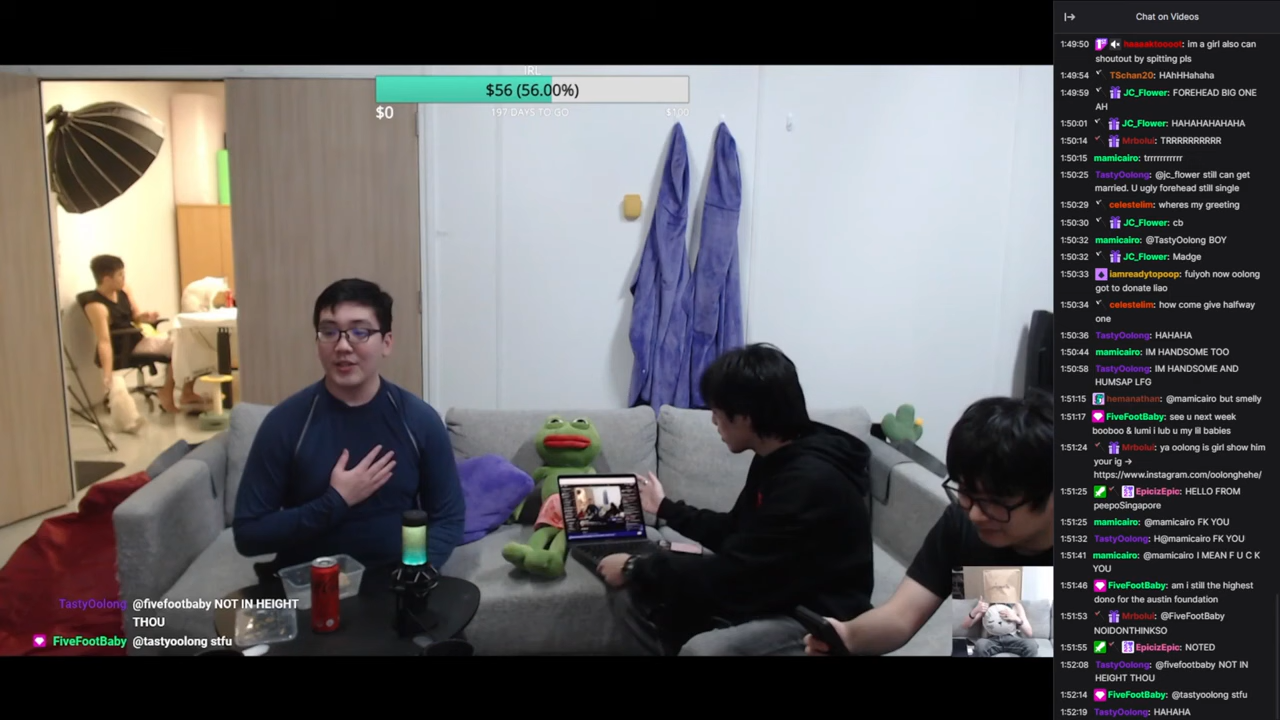 IRL
$56 (56.00%)
$0
197 DAYS TO GO
$100
TastyOolong @fivefootbaby NOT IN HEIGHT
THOU
FiveFootBaby @tastyoolong stfu
Chat on Videos
1:49:50 haaaktoooot: im a girl also can
shoutout by spitting pls
1:49:54 TSchan20: HAhHHahaha
1:49:59 JC_Flower: FOREHEAD BIG ONE
AH
1:50:01 JC_Flower: HAHAHAHAHAHA
1:50:14 Mrbolui: TRRRRRRRRRR
1:50:15 mamicairo: trrrrrrrrrr
1:50:25 TastyOolong: @jc_flower still can get
married. U ugly forehead still single
1:50:29 celestelim: wheres my greeting
1:50:30 JC_Flower: cb
1:50:32 mamicairo: @TastyOolong BOY
1:50:32 JC_Flower: Madge
1:50:33 iamreadytopoop: fuiyoh now oolong
got to donate liao
1:50:34 celestelim: how come give halfway
one
1:50:36 TastyOolong: HAHAHA
1:50:44 mamicairo: IM HANDSOME TOO
1:50:58 TastyOolong: IM HANDSOME AND
HUMSAP LFG
1:51:15 hemanathan: @mamicairo but smelly
1:51:17 FiveFootBaby: see u next week
booboo & lumi i lub u my lil babies
1:51:24 Mrbolui: ya oolong is girl show him
your ig →
https://www.instagram.com/oolonghehe/
1:51:25 EpicizEpic: HELLO FROM
peepoSingapore
1:51:25 mamicairo: @mamicairo FK YOU
1:51:32 TastyOolong: H@mamicairo FK YOU
1:51:41 mamicairo: @mamicairo I MEAN F U C K
YOU
1:51:46 FiveFootBaby: am i still the highest
dono for the austin foundation
1:51:53 Mrbolui: @FiveFootBaby
NOIDONTHINKSO
1:51:55 EpicizEpic: NOTED
1:52:08 TastyOolong: @fivefootbaby NOT IN
HEIGHT THOU
1:52:14 FiveFootBaby: @tastyoolong stfu
1:52:19 TastyOolong: HAHAHA